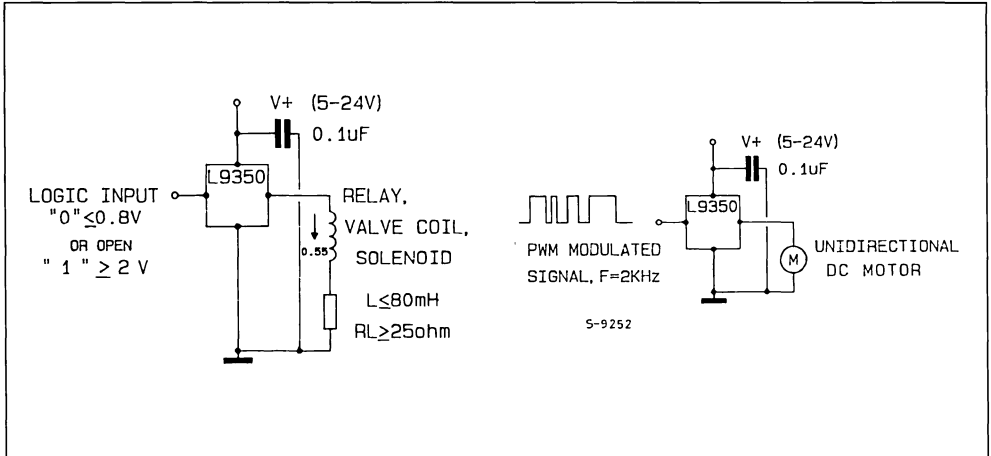 V+ (5-24V)
0.1uF
L9350
LOGIC INPUT
"0"≤0.8V
OR OPEN
" 1 " ≥ 2 V
RELAY,
VALVE COIL,
SOLENOID
0.55
L≤80mH
RL≥25ohm
V+ (5-24V)
0.1uF
L9350
PWM MODULATED
SIGNAL, F=2KHz
M
UNIDIRECTIONAL
DC MOTOR
S-9252